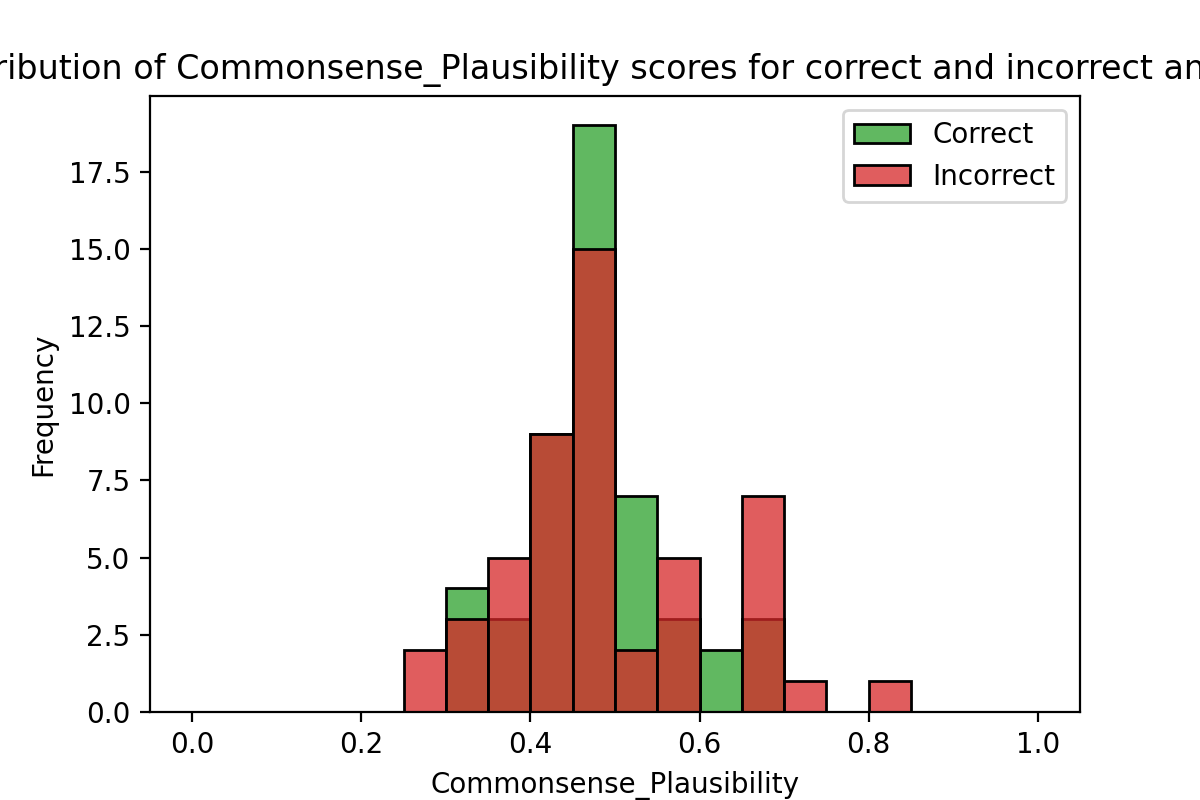 ribution of Commonsense_Plausibility scores for correct and incorrect an
Correct
Incorrect
Frequency
17.5
15.0
12.5
10.0
7.5
5.0
2.5
0.0
0.0 0.2 0.4 0.6 0.8 1.0
Commonsense_Plausibility